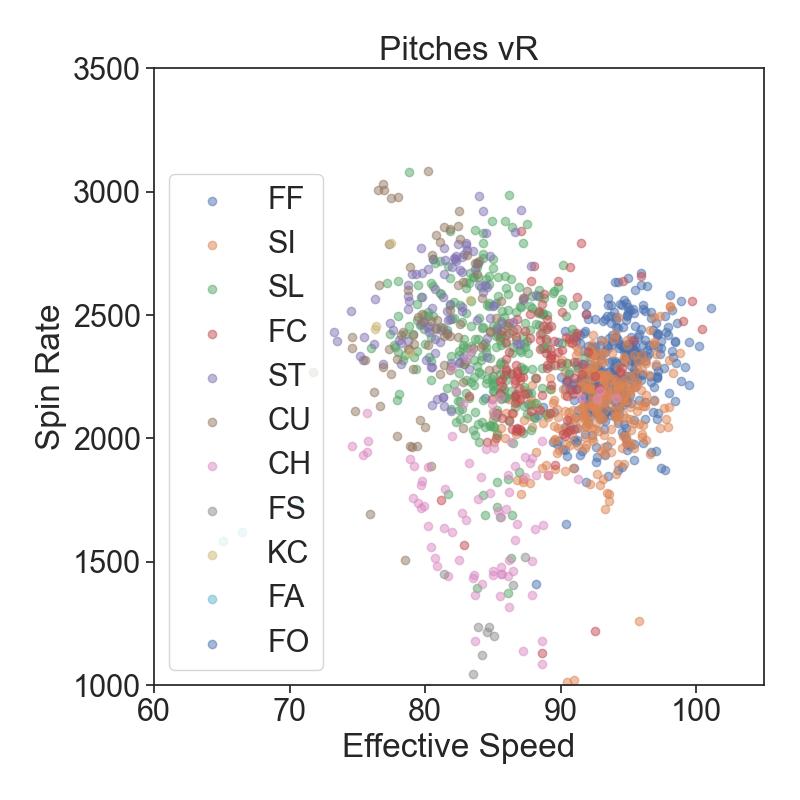 Pitches vR
3500
3000
2500
2000
1500
1000
Spin Rate
FF
SI
SL
FC
ST
CU
CH
FS
KC
FA
FO
60 70 80 90 100
Effective Speed